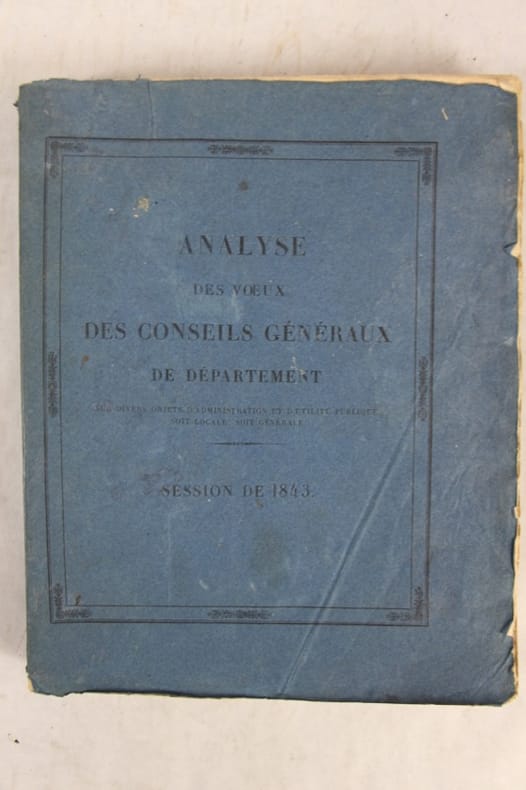 ANALYSE
DES VŒUX
DES CONSEILS GÉNÉRAUX
DE DÉPARTEMENT
SUR DIVERS OBJETS D'ADMINISTRATION ET D'UTILITÉ PUBLIQUE,
SOIT LOCALE, SOIT GÉNÉRALE.
SESSION DE 1843.